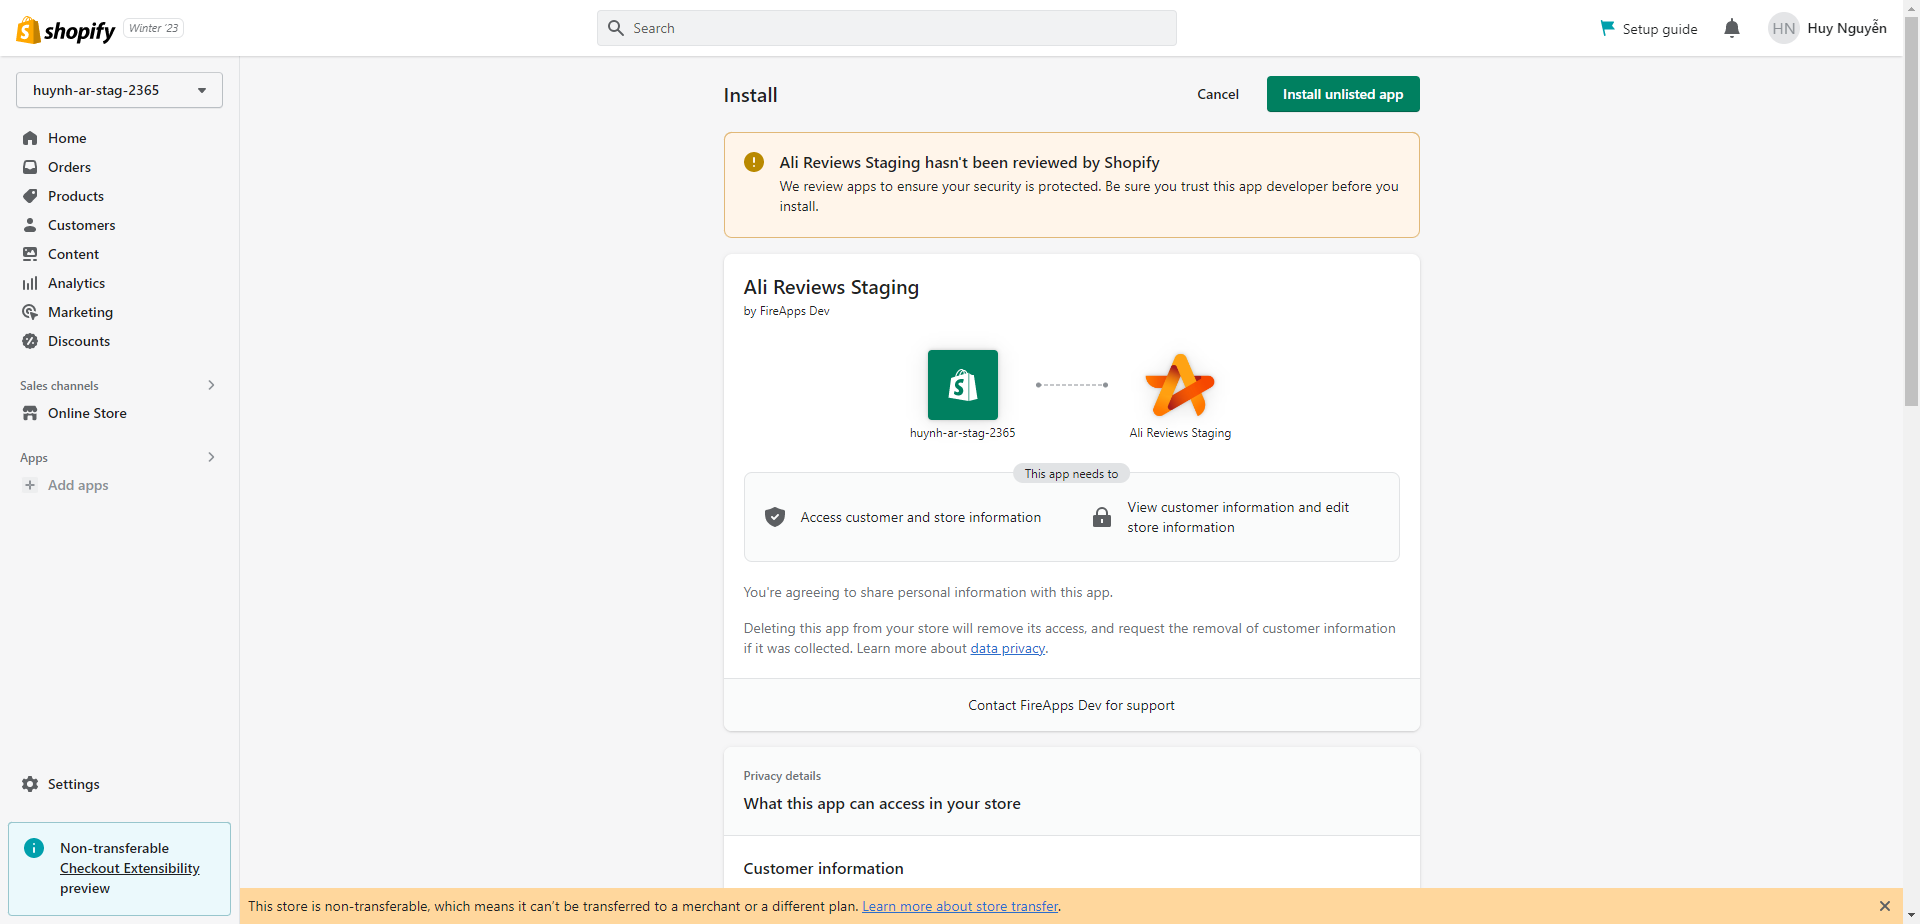 shopify
Winter '23
Search
Setup guide
HN
Huy Nguyễn
huynh-ar-stag-2365
Home
Orders
Products
Customers
Content
Analytics
Marketing
Discounts
Sales channels
Online Store
Apps
Add apps
Settings
Non-transferable
Checkout Extensibility
preview
Install
Cancel
Install unlisted app
Ali Reviews Staging hasn't been reviewed by Shopify
We review apps to ensure your security is protected. Be sure you trust this app developer before you
install.
Ali Reviews Staging
by FireApps Dev
huynh-ar-stag-2365
Ali Reviews Staging
This app needs to
Access customer and store information
View customer information and edit
store information
You're agreeing to share personal information with this app.
Deleting this app from your store will remove its access, and request the removal of customer information
if it was collected. Learn more about data privacy.
Contact FireApps Dev for support
Privacy details
What this app can access in your store
Customer information
This store is non-transferable, which means it can't be transferred to a merchant or a different plan. Learn more about store transfer.